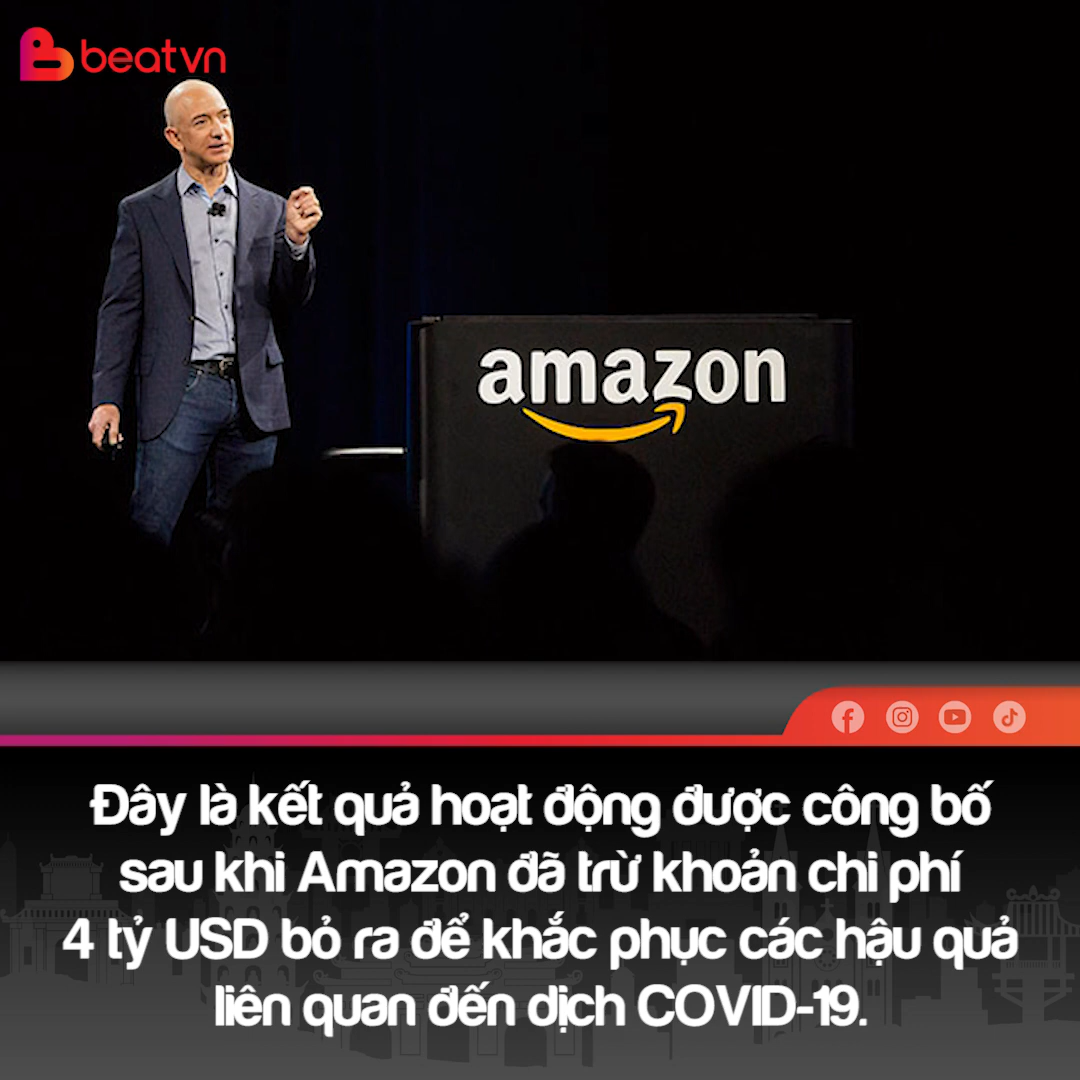 beatvn
amazon
Đây là kết quả hoạt động được công bố
sau khi Amazon đã trừ khoản chi phí
4 tỷ USD bỏ ra để khắc phục các hậu quả
liên quan đến dịch COVID-19.